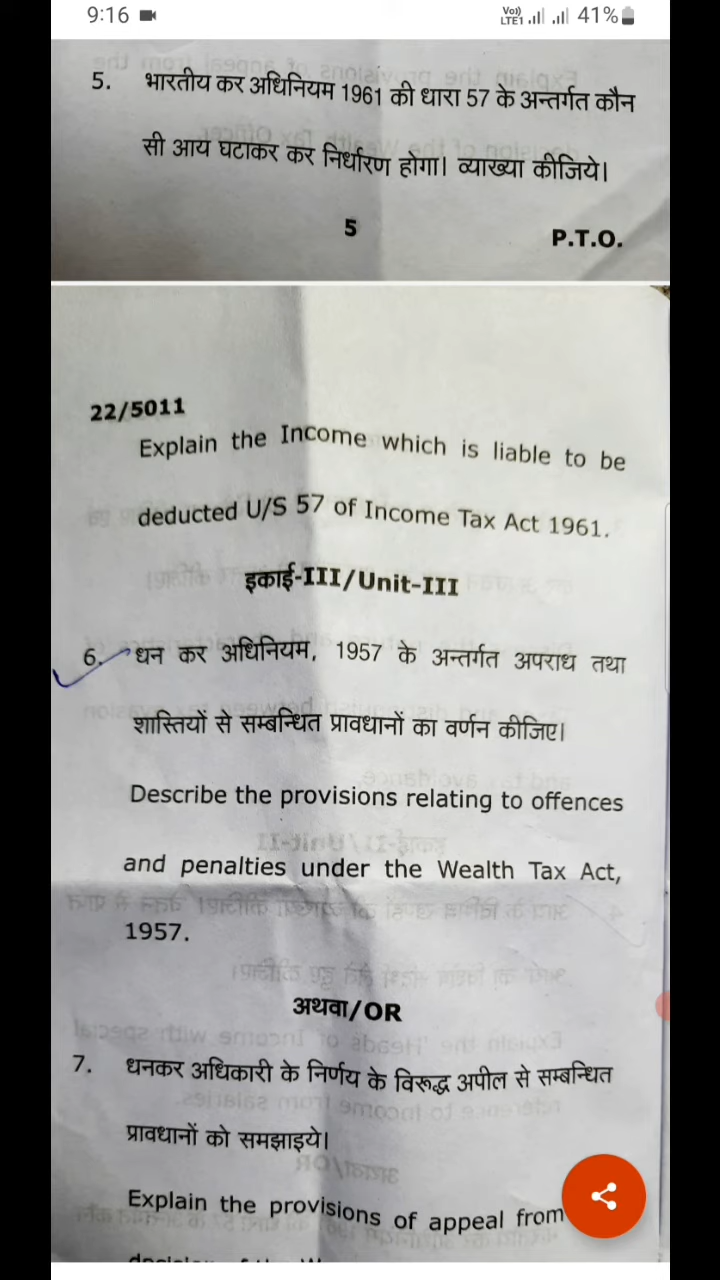 9:16
Vo)) LTE1 41%
5. भारतीय कर अधिनियम 1961 की धारा 57 के अन्तर्गत कौन
सी आय घटाकर कर निर्धारण होगा। व्याख्या कीजिये।
5
P.T.O.
22/5011
Explain the Income which is liable to be
deducted U/S 57 of Income Tax Act 1961.
इकाई-III/Unit-III
6. धन कर अधिनियम, 1957 के अन्तर्गत अपराध तथा
शास्तियों से सम्बन्धित प्रावधानों का वर्णन कीजिए।
Describe the provisions relating to offences
and penalties under the Wealth Tax Act,
1957.
अथवा/OR
7. धनकर अधिकारी के निर्णय के विरूद्ध अपील से सम्बन्धित
प्रावधानों को समझाइये।
Explain the provisions of appeal from